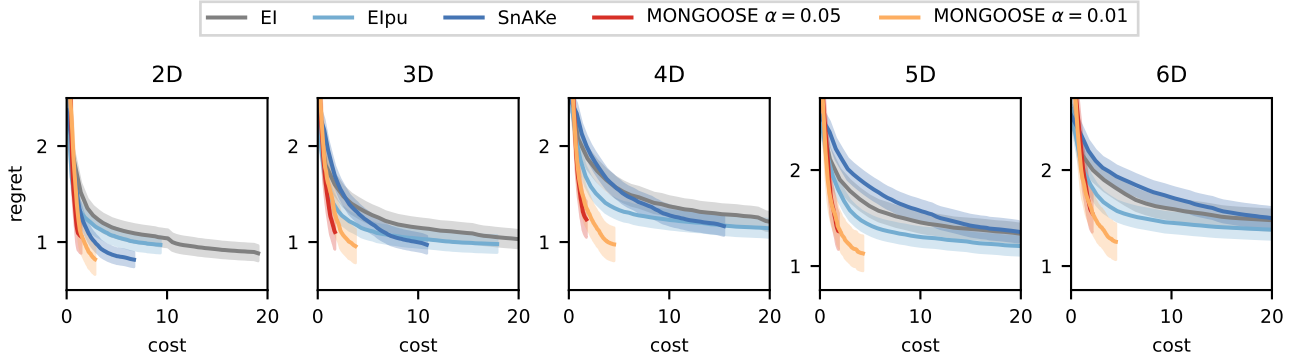 EI EIpu SnAKe MONGOOSE α = 0.05 MONGOOSE α = 0.01
2D 3D 4D 5D 6D
regret
2 2 2
2 2
1 1 1
1 1
0 10 20 0 10 20 0 10 20 0 10 20 0 10 20
cost cost cost cost cost